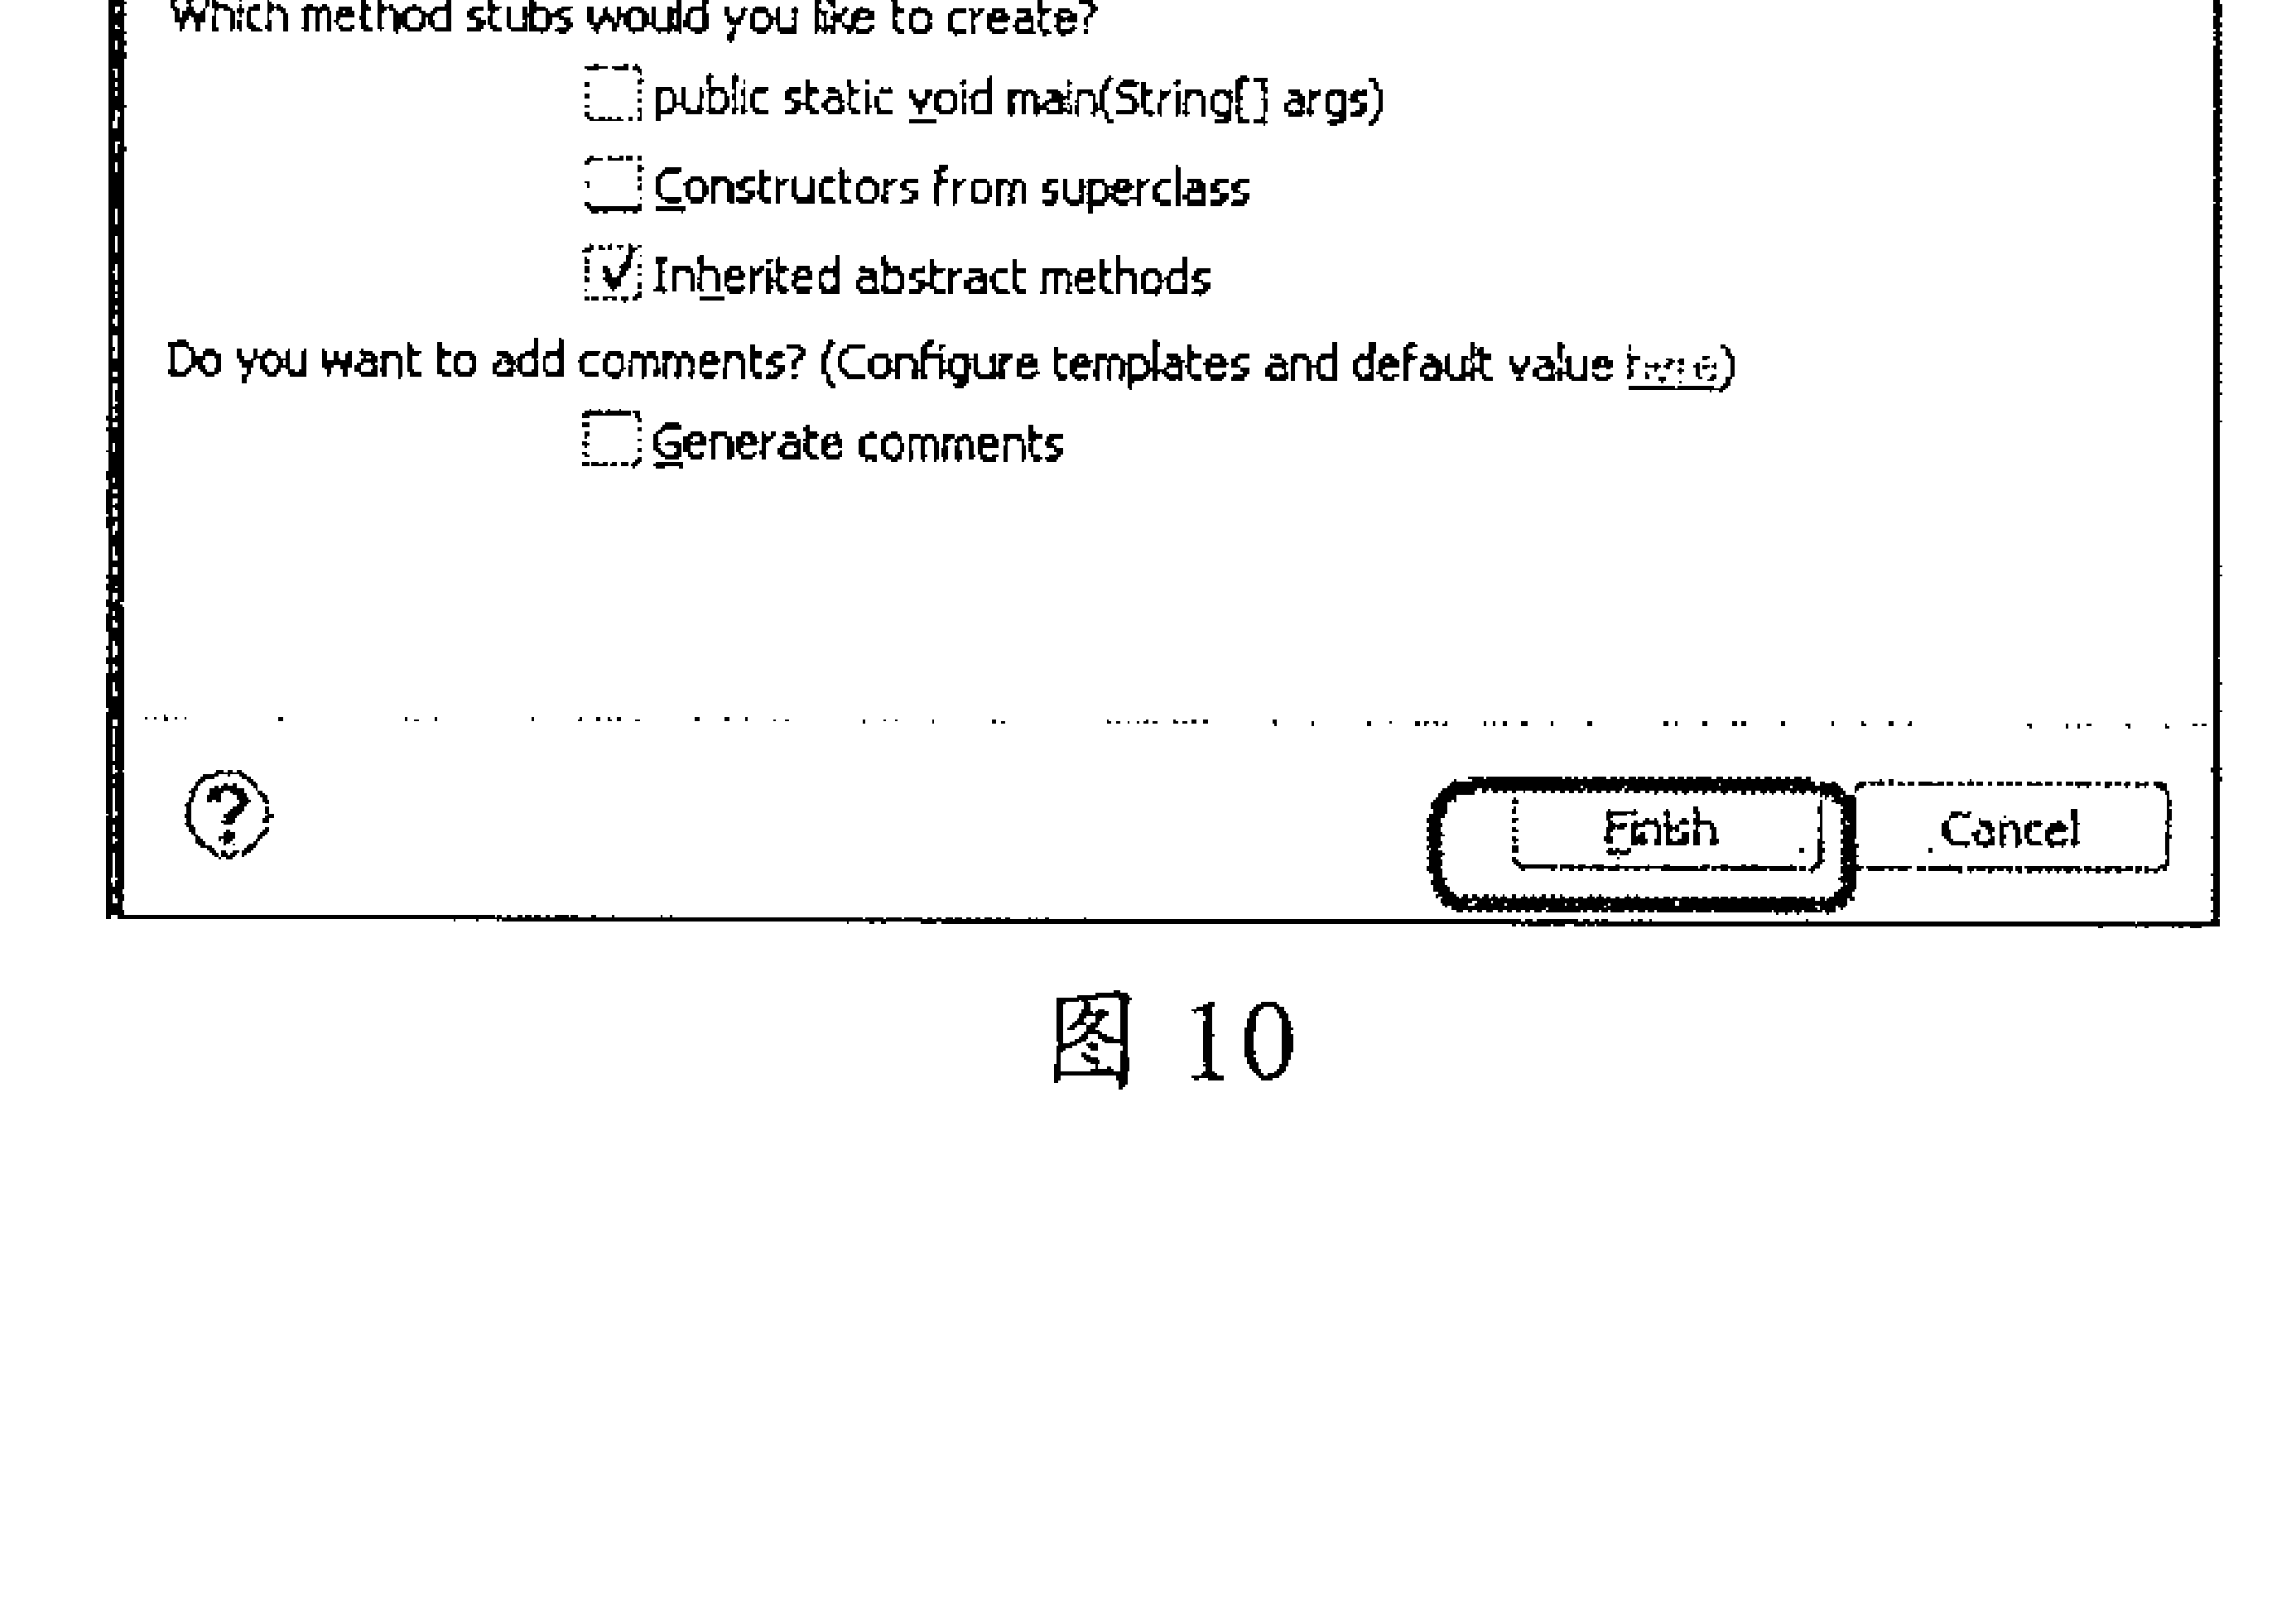 Which method stubs would you like to create?
public static void main(String[] args)
Constructors from superclass
Inherited abstract methods
Do you want to add comments? (Configure templates and default value here)
Generate comments
?
Finish
Cancel
图 10